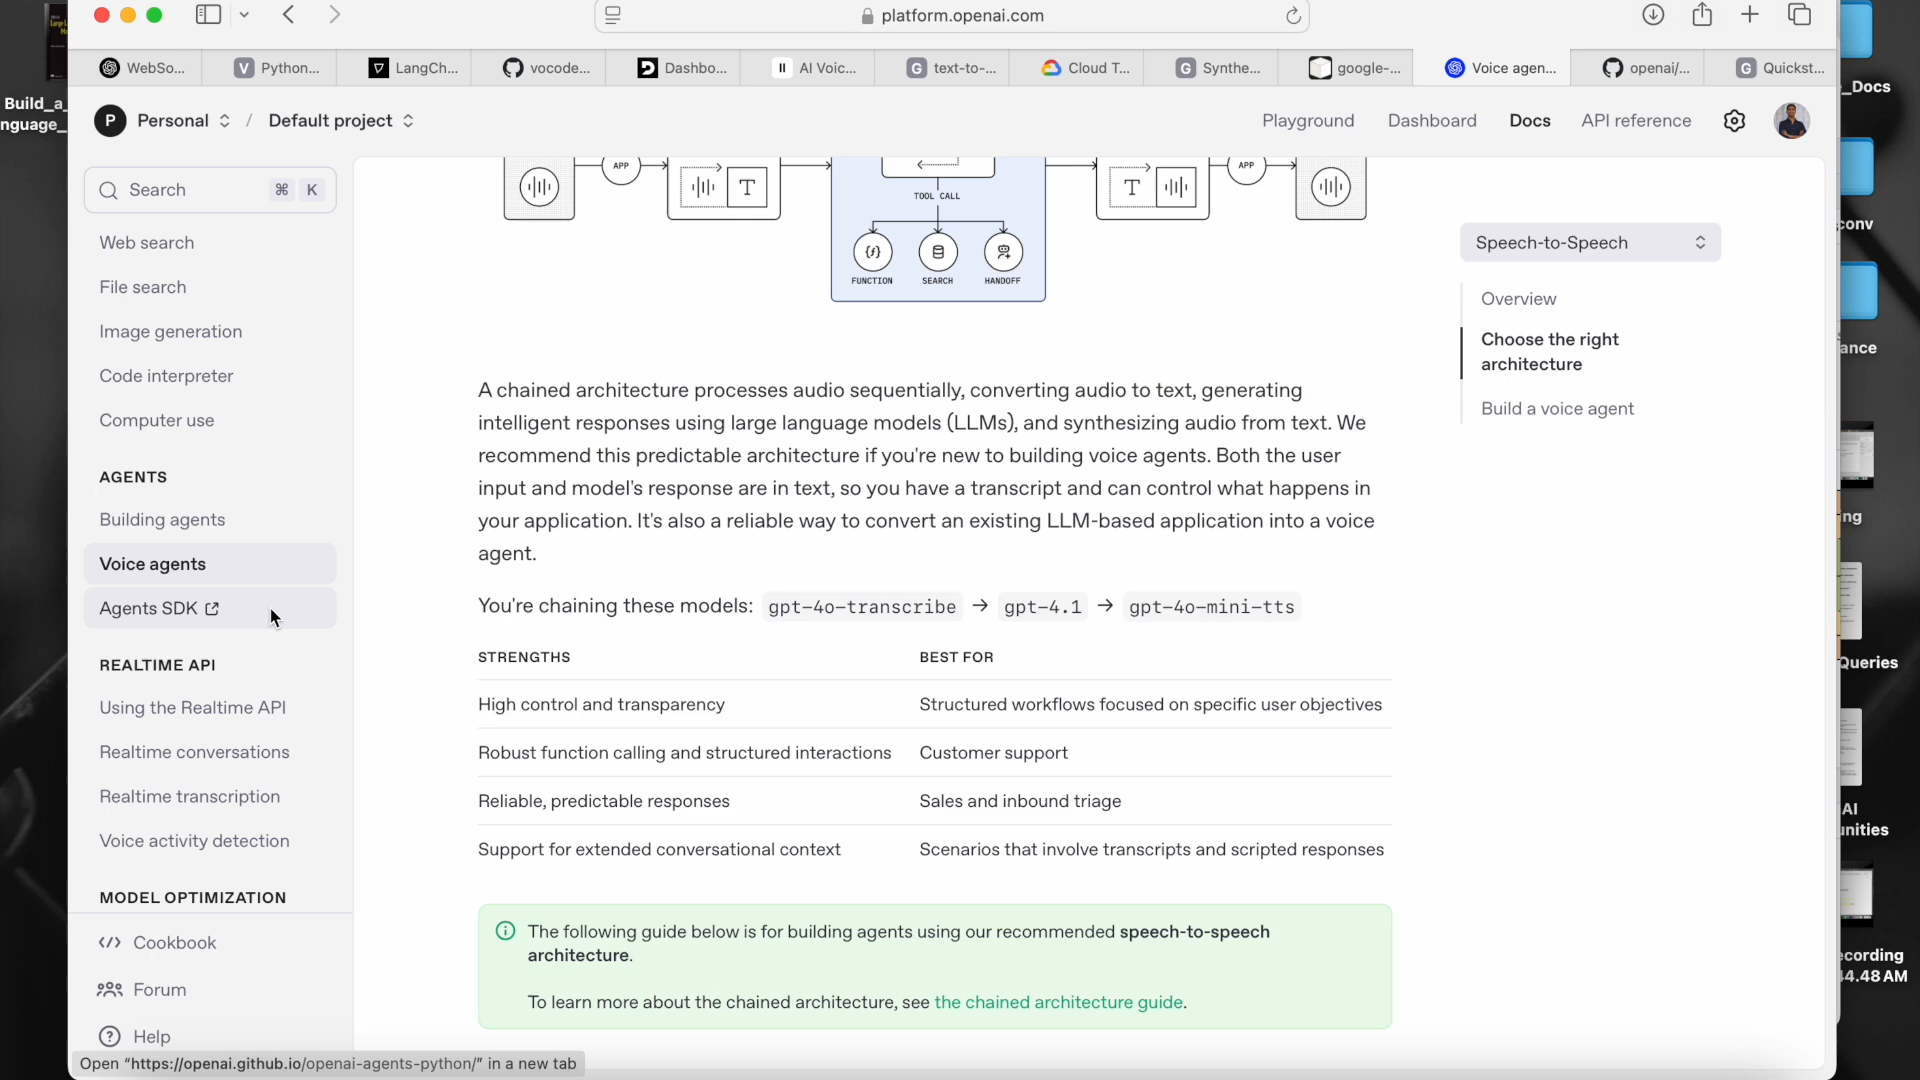 platform.openai.com
WebSo...
Python...
LangCh...
vocode...
Dashbo...
AI Voic...
text-to-...
Cloud T...
Synthe...
google-...
Voice agen...
openai/...
Quickst...
P Personal / Default project
Playground
Dashboard
Docs
API reference
Search ⌘ K
Web search
File search
Image generation
Code interpreter
Computer use
AGENTS
Building agents
Voice agents
Agents SDK
REALTIME API
Using the Realtime API
Realtime conversations
Realtime transcription
Voice activity detection
MODEL OPTIMIZATION
Cookbook
Forum
Help
Open “https://openai.github.io/openai-agents-python/” in a new tab
APP
T
TOOL CALL
FUNCTION
SEARCH
HANDOFF
T
APP
A chained architecture processes audio sequentially, converting audio to text, generating
intelligent responses using large language models (LLMs), and synthesizing audio from text. We
recommend this predictable architecture if you're new to building voice agents. Both the user
input and model's response are in text, so you have a transcript and can control what happens in
your application. It's also a reliable way to convert an existing LLM-based application into a voice
agent.
You're chaining these models: gpt-4o-transcribe → gpt-4.1 → gpt-4o-mini-tts
STRENGTHS BEST FOR
High control and transparency Structured workflows focused on specific user objectives
Robust function calling and structured interactions Customer support
Reliable, predictable responses Sales and inbound triage
Support for extended conversational context Scenarios that involve transcripts and scripted responses
The following guide below is for building agents using our recommended speech-to-speech
architecture.
To learn more about the chained architecture, see the chained architecture guide.
Speech-to-Speech
Overview
Choose the right
architecture
Build a voice agent
Build_a_
nguage_
_Docs
conv
ance
ng
Queries
AI
unities
ecording
44.48 AM